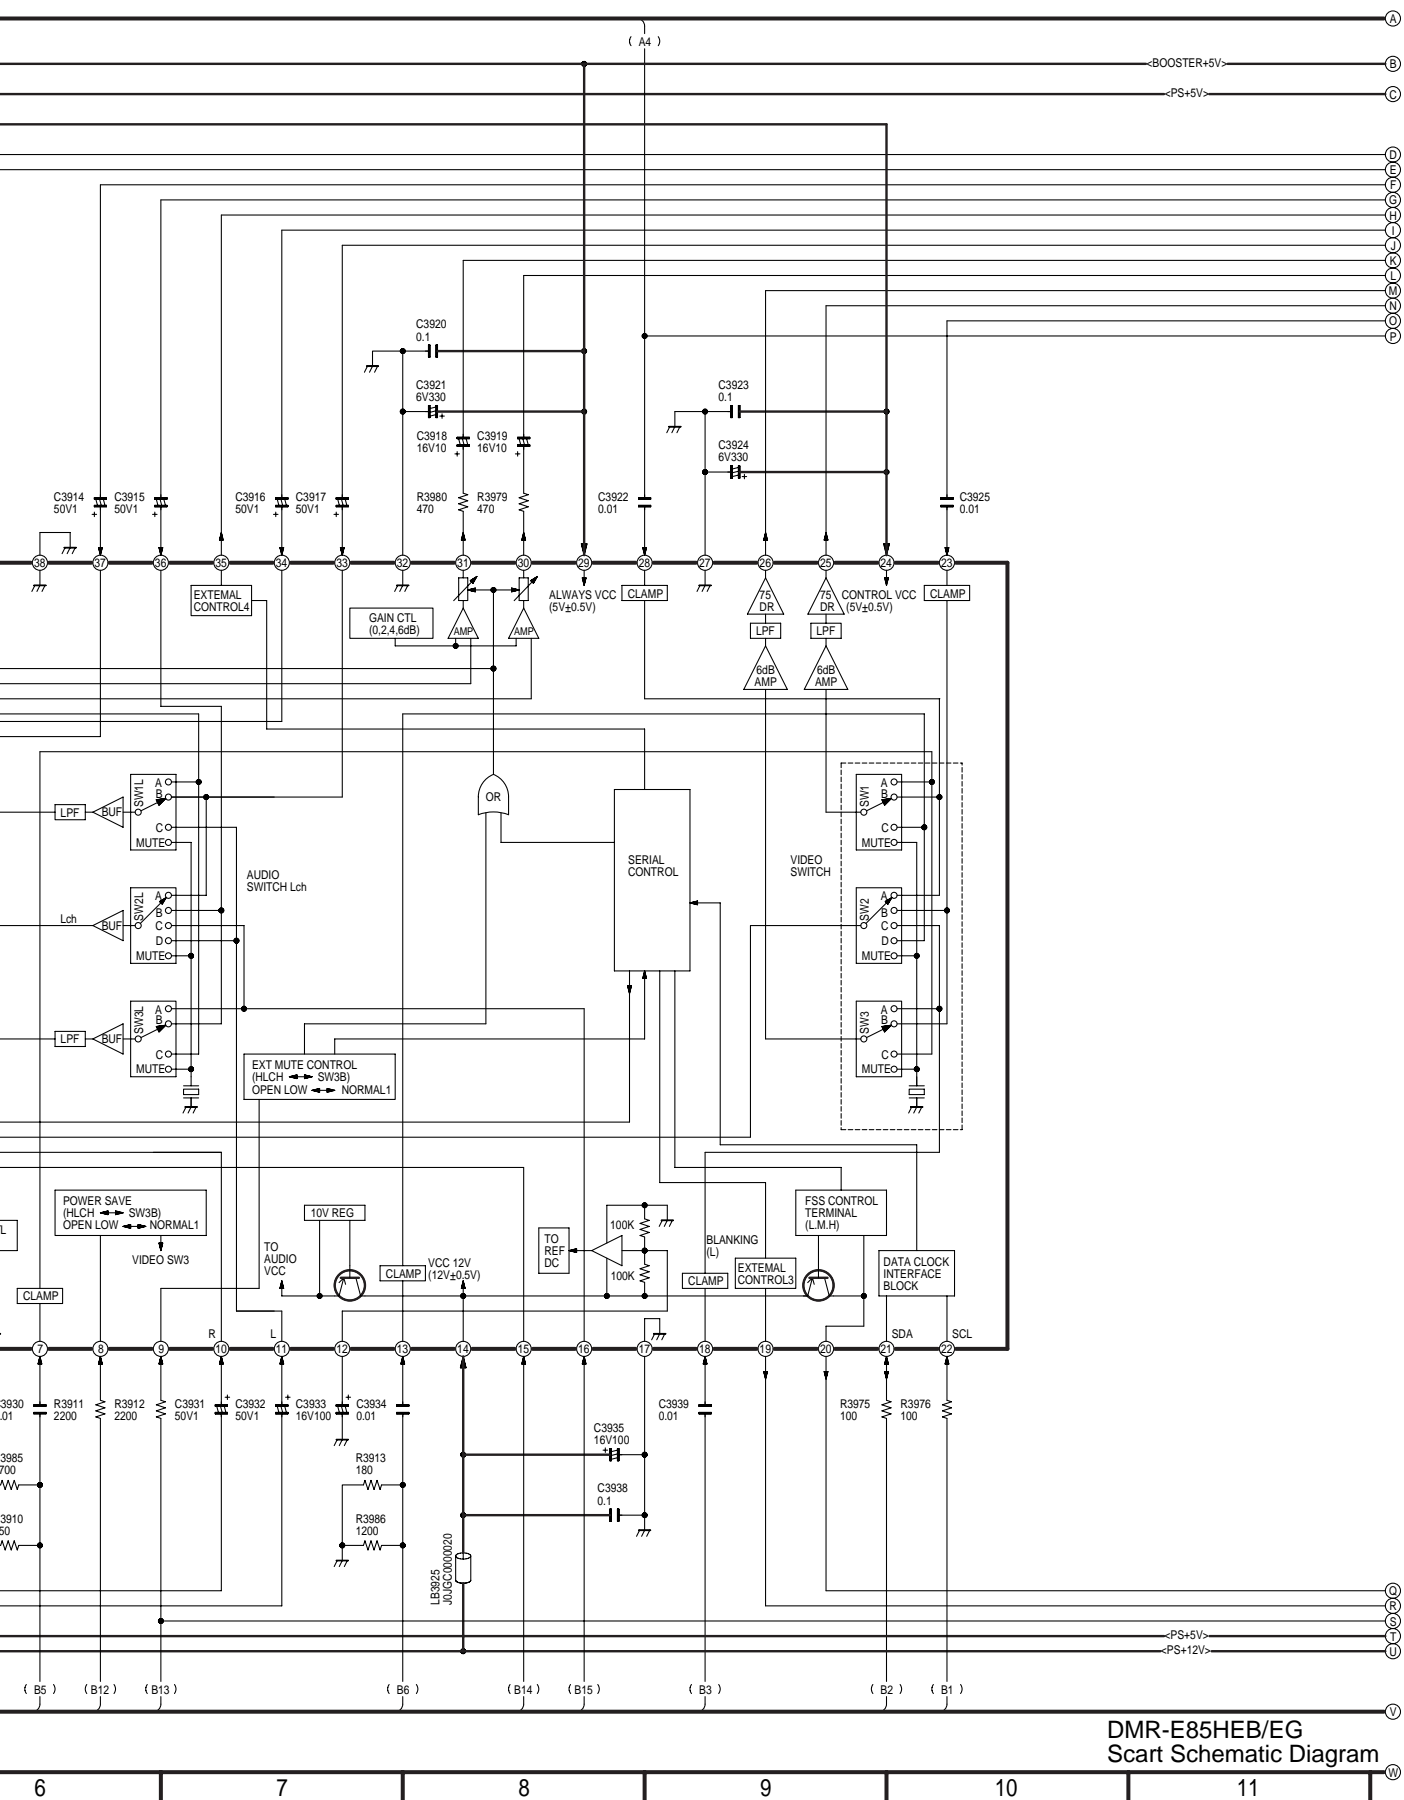 A
( A4 )
<BOOSTER+5V>
B
<PS+5V>
C
D
E
F
G
H
I
J
K
L
M
N
O
P
C3920
0.1
C3921
6V330
+
C3923
0.1
C3918
16V10
+
C3919
16V10
+
C3924
6V330
+
C3914
50V1
+
C3915
50V1
+
C3916
50V1
+
C3917
50V1
+
R3980
470
R3979
470
C3922
0.01
C3925
0.01
38 37 36 35 34 33 32 31 30 29 28 27 26 25 24 23
EXTEMAL
CONTROL4
GAIN CTL
(0,2,4,6dB)
AMP
AMP
ALWAYS VCC
(5V±0.5V)
CLAMP
75
DR
75
DR
CONTROL VCC
(5V±0.5V)
CLAMP
LPF
LPF
6dB
AMP
6dB
AMP
LPF
BUF
SW1L
A
B
C
MUTE
OR
SERIAL
CONTROL
VIDEO
SWITCH
SW1
A
B
C
MUTE
AUDIO
SWITCH Lch
Lch
BUF
SW2L
A
B
C
D
MUTE
SW2
A
B
C
D
MUTE
LPF
BUF
SW3L
A
B
C
MUTE
SW3
A
B
C
MUTE
EXT MUTE CONTROL
(HLCH SW3B)
OPEN LOW NORMAL1
POWER SAVE
(HLCH SW3B)
OPEN LOW NORMAL1
VIDEO SW3
10V REG
TO
AUDIO
VCC
CLAMP
VCC 12V
(12V±0.5V)
TO
REF
DC
100K
100K
BLANKING
(L)
CLAMP
EXTEMAL
CONTROL3
FSS CONTROL
TERMINAL
(L.M.H)
DATA CLOCK
INTERFACE
BLOCK
CLAMP
R
L
SDA
SCL
7 8 9 10 11 12 13 14 15 16 17 18 19 20 21 22
3930
.01
R3911
2200
R3912
2200
C3931
50V1
+
C3932
50V1
+
C3933
16V100
+
C3934
0.01
C3939
0.01
R3975
100
R3976
100
3985
700
R3913
180
C3935
16V100
+
C3938
0.1
3910
50
R3986
1200
LB3925
J0JGC0000020
Q
R
S
<PS+5V>
T
<PS+12V>
U
( B5 )
( B12 )
( B13 )
( B6 )
( B14 )
( B15 )
( B3 )
( B2 )
( B1 )
V
DMR-E85HEB/EG
Scart Schematic Diagram
W
6 7 8 9 10 11